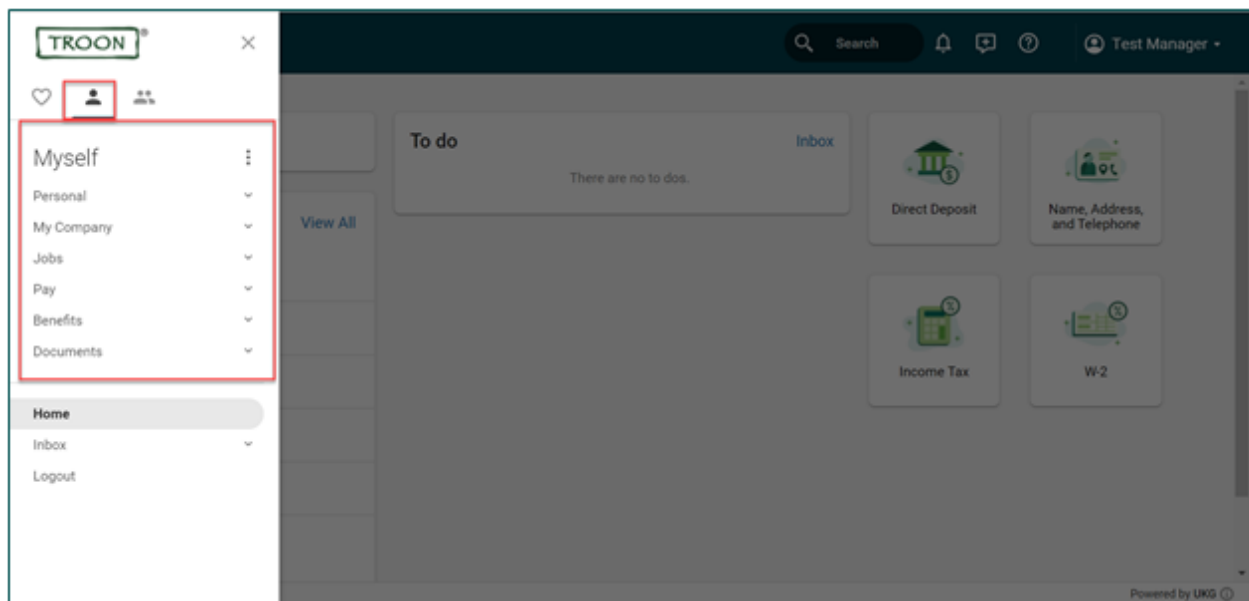 TROON®
Search
Test Manager
Myself
Personal
My Company
Jobs
Pay
Benefits
Documents
Home
Inbox
Logout
View All
To do
Inbox
There are no to dos.
Direct Deposit
Name, Address,
and Telephone
Income Tax
W-2
Powered by UKG